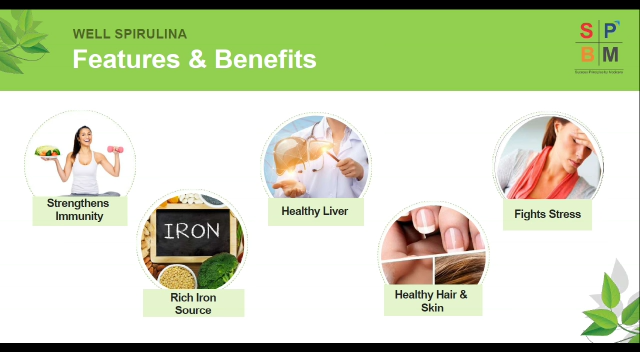 WELL SPIRULINA
Features & Benefits
S P
B M
Strengthens
Immunity
IRON
Rich Iron
Source
Healthy Liver
Healthy Hair &
Skin
Fights Stress